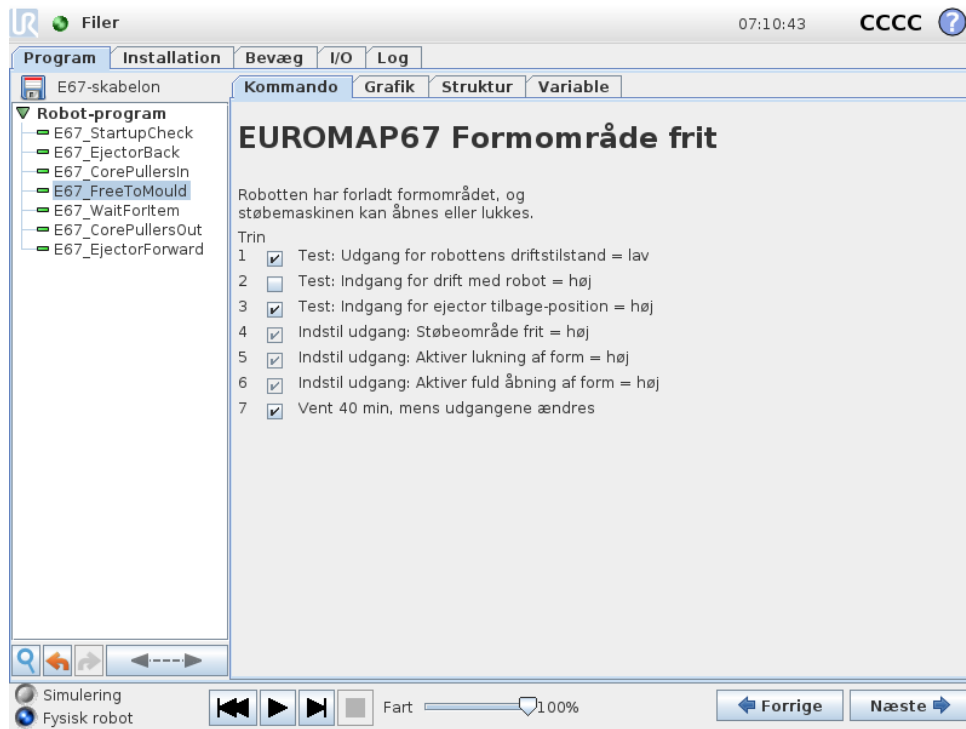 UR Filer 07:10:43 CCCC ?
Program Installation Bevæg I/O Log
E67-skabelon
Kommando Grafik Struktur Variable
Robot-program
E67_StartupCheck
E67_EjectorBack
E67_CorePullersIn
E67_FreeToMould
E67_WaitForItem
E67_CorePullersOut
E67_EjectorForward
EUROMAP67 Formområde frit
Robotten har forladt formområdet, og
støbemaskinen kan åbnes eller lukkes.
Trin
1 Test: Udgang for robottens driftstilstand = lav
2 Test: Indgang for drift med robot = høj
3 Test: Indgang for ejector tilbage-position = høj
4 Indstil udgang: Støbeområde frit = høj
5 Indstil udgang: Aktiver lukning af form = høj
6 Indstil udgang: Aktiver fuld åbning af form = høj
7 Vent 40 min, mens udgangene ændres
Simulering
Fysisk robot
Fart 100%
Forrige Næste